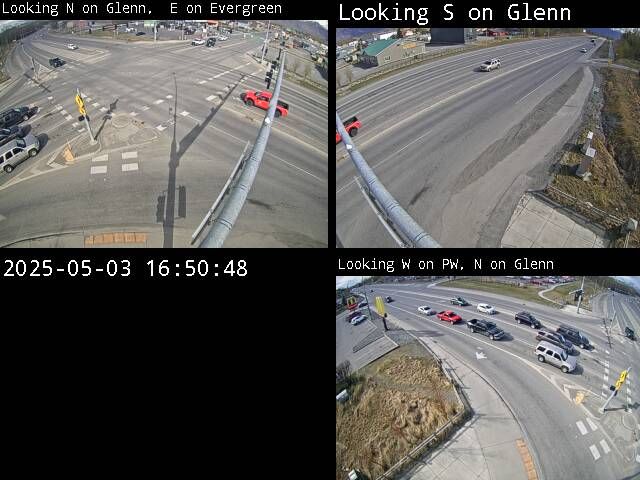 Looking N on Glenn,  E on Evergreen
Looking S on Glenn
2025-05-03 16:50:48
Looking W on PW, N on Glenn